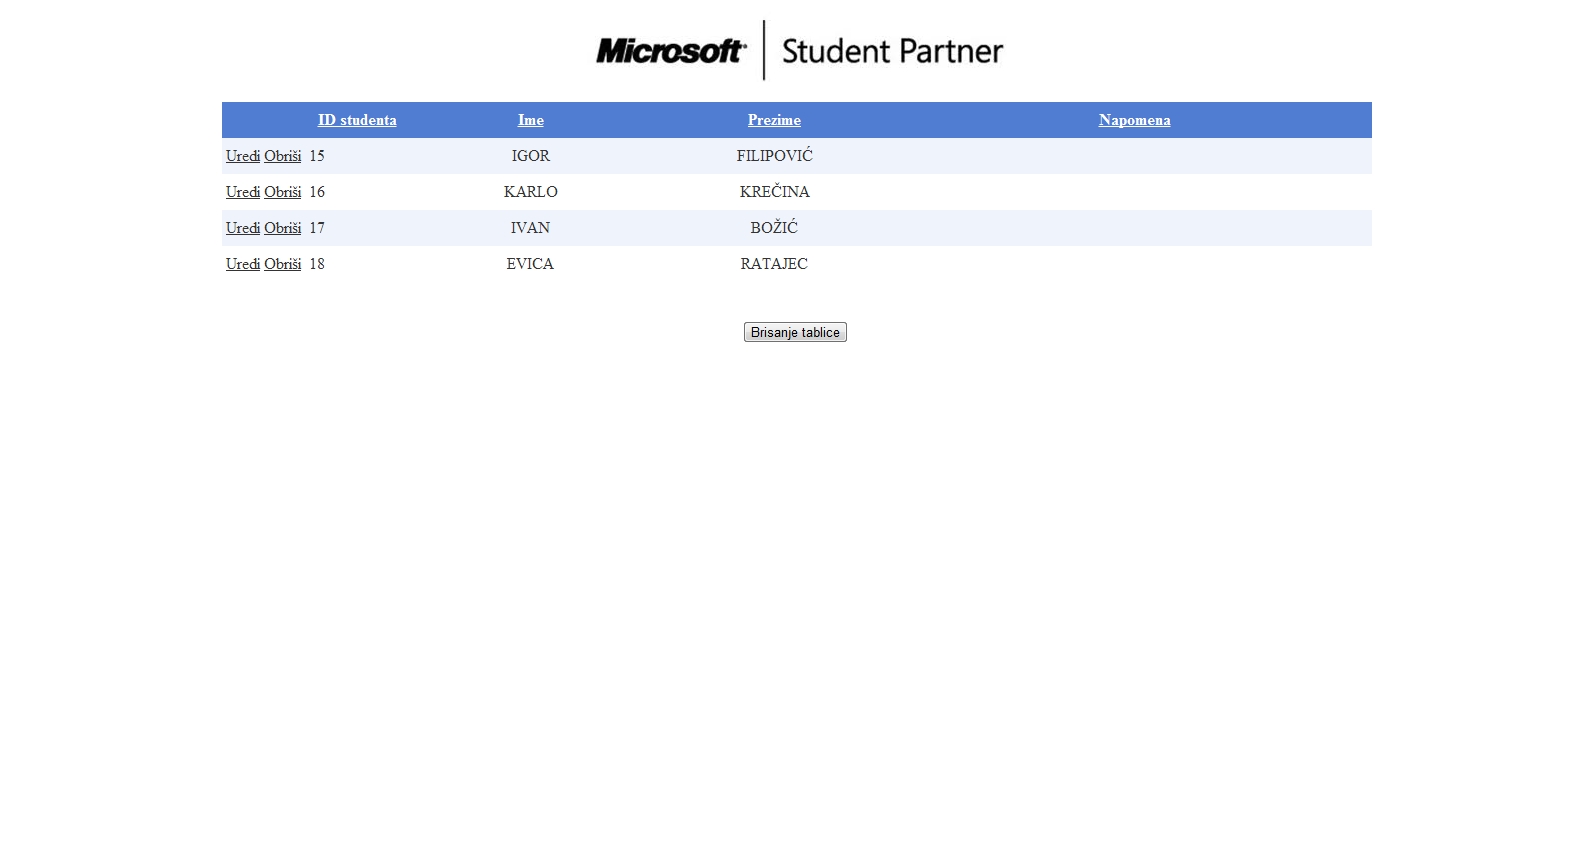 Microsoft® | Student Partner
ID studenta Ime Prezime Napomena
Uredi Obriši 15 IGOR FILIPOVIĆ
Uredi Obriši 16 KARLO KREČINA
Uredi Obriši 17 IVAN BOŽIĆ
Uredi Obriši 18 EVICA RATAJEC
Brisanje tablice